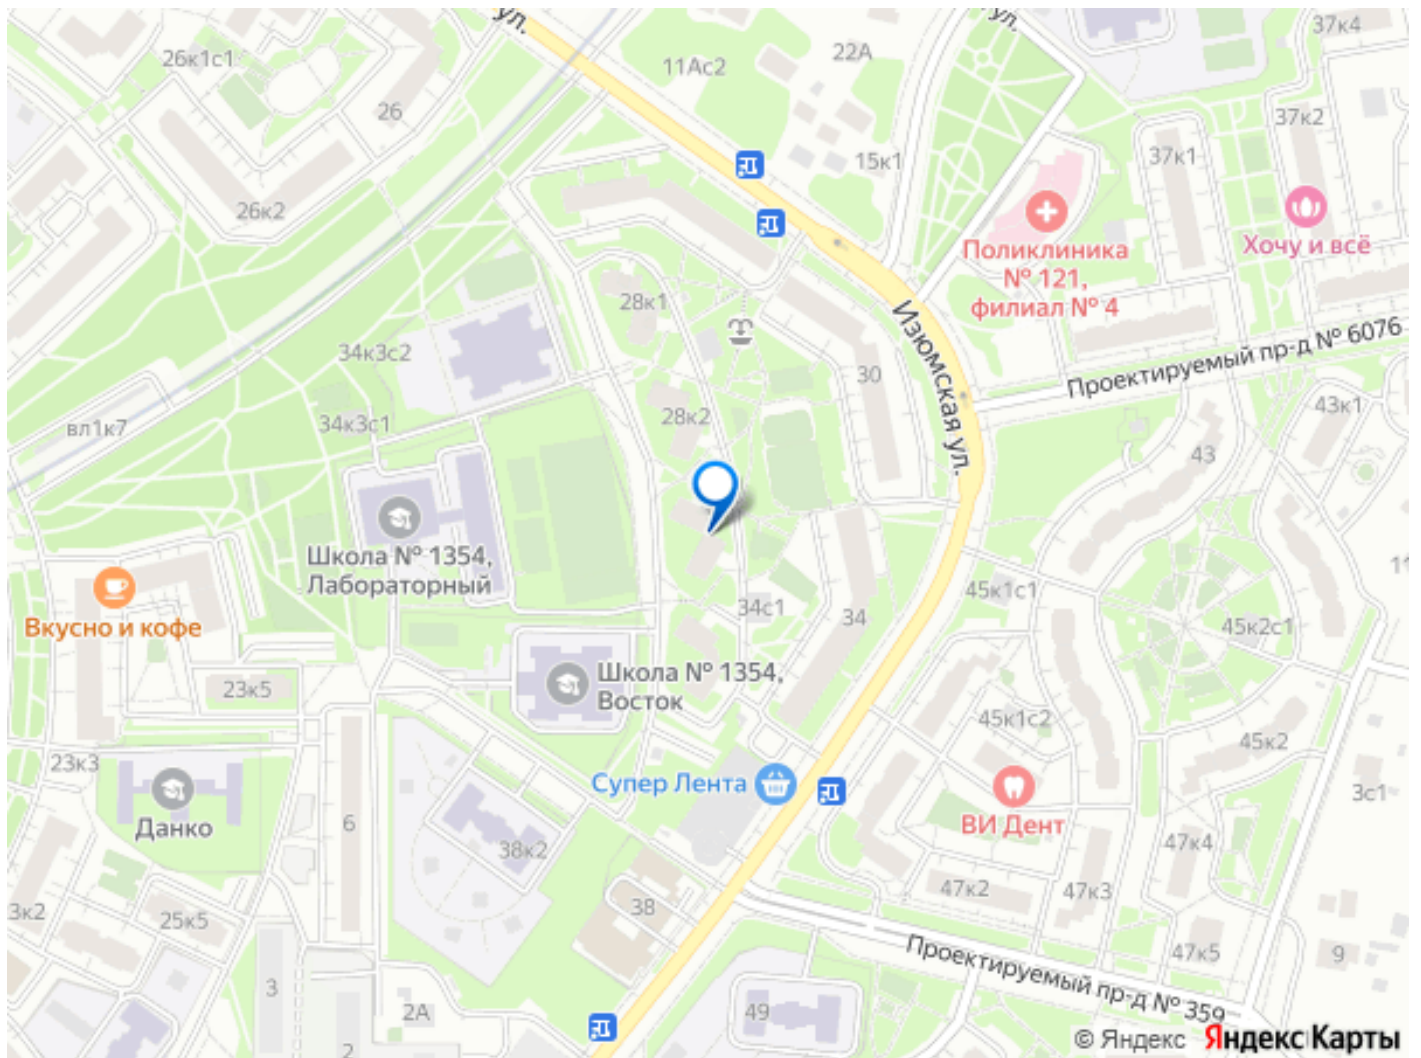 ул.
ул.
37к4
26к1с1
22А
11Ас2
26
37к2
15к1
37к1
26к2
Поликлиника
№ 121,
филиал № 4
Хочу и всё
28к1
Изюмская ул.
Проектируемый пр-д № 6076
34к3с2
30
43к1
34к3с1
28к2
вл1к7
43
Школа № 1354,
Лабораторный
11
45к1с1
34с1
34
Вкусно и кофе
45к2с1
Школа № 1354,
Восток
23к5
45к1с2
45к2
23к3
Супер Лента
3с1
Данко
6
ВИ Дент
47к4
38к2
47к2
47к3
3к2
25к5
38
Проектируемый пр-д № 359
47к5
9
3
2А
49
2
© Яндекс Яндекс Карты